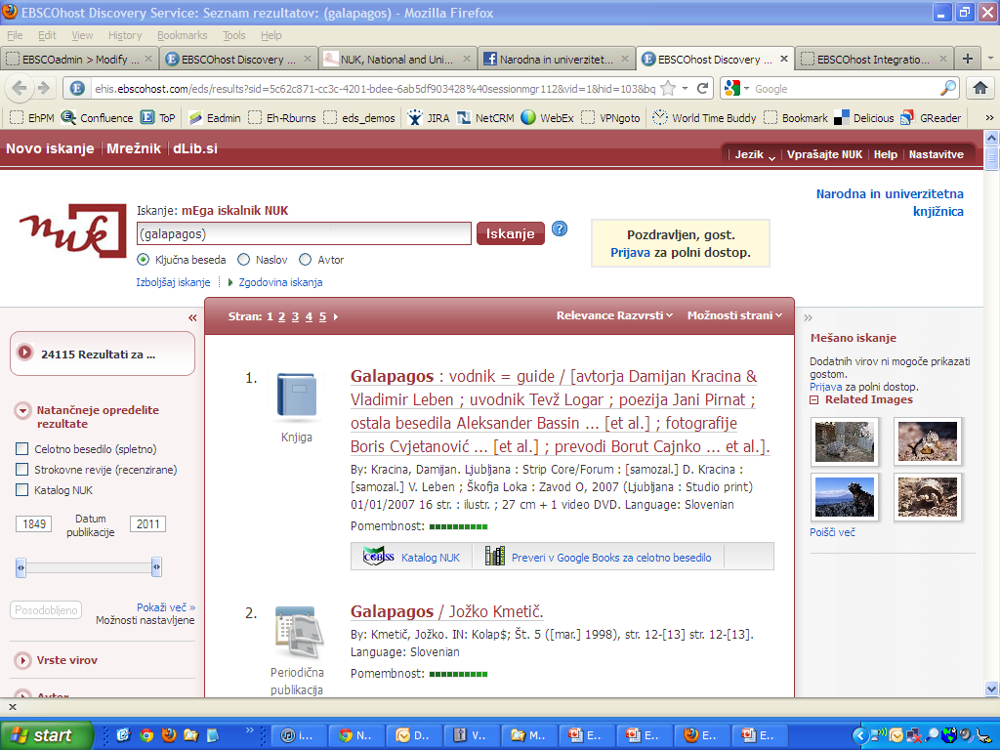 EBSCOhost Discovery Service: Seznam rezultatov: (galapagos) - Mozilla Firefox
File Edit View History Bookmarks Tools Help
EBSCOadmin > Modify ... EBSCOhost Discovery ... NUK, National and Uni... Narodna in univerzitet... EBSCOhost Discovery ... EBSCOhost Integratio...
ehis.ebscohost.com/eds/results?sid=5c62c871-cc3c-4201-bdee-6ab5df903428%40sessionmgr112&vid=1&hid=103&bq Google
EhPM Confluence ToP Eadmin Eh-Rburns eds_demos JIRA NetCRM WebEx VPNgoto World Time Buddy Bookmark Delicious GReader »
Novo iskanje Mrežnik dLib.si
Jezik Vprašajte NUK Help Nastavitve
nuk
Iskanje: mEga iskalnik NUK
(galapagos) Iskanje ?
Ključna beseda Naslov Avtor
Izboljšaj iskanje Zgodovina iskanja
Pozdravljen, gost.
Prijava za polni dostop.
Narodna in univerzitetna
knjižnica
«
24115 Rezultati za ...
Natančneje opredelite
rezultate
Celotno besedilo (spletno)
Strokovne revije (recenzirane)
Katalog NUK
1849 Datum publikacije 2011
Posodobljeno
Pokaži več »
Možnosti nastavljene
Vrste virov
Avtor
Stran: 1 2 3 4 5
Relevance Razvrsti Možnosti strani
1.
Knjiga
Galapagos : vodnik = guide / [avtorja Damijan Kracina &
Vladimir Leben ; uvodnik Tevž Logar ; poezija Jani Pirnat ;
ostala besedila Aleksander Bassin ... [et al.] ; fotografije
Boris Cvjetanović ... [et al.] ; prevodi Borut Cajnko ... et al.].
By: Kracina, Damijan. Ljubljana : Strip Core/Forum : [samozal.] D. Kracina :
[samozal.] V. Leben ; Škofja Loka : Zavod O, 2007 (Ljubljana : Studio print)
01/01/2007 16 str. : ilustr. ; 27 cm + 1 video DVD. Language: Slovenian
Pomembnost:
COBISS Katalog NUK Preveri v Google Books za celotno besedilo
2.
Periodična
publikacija
Galapagos / Jožko Kmetič.
By: Kmetič, Jožko. IN: Kolap$; Št. 5 ([mar.] 1998), str. 12-[13] str. 12-[13].
Language: Slovenian
Pomembnost:
»
Mešano iskanje
Dodatnih virov ni mogoče prikazati
gostom.
Prijava za polni dostop.
Related Images
Poišči več
x
start » i... N... D... V... M... E... E... E... E...